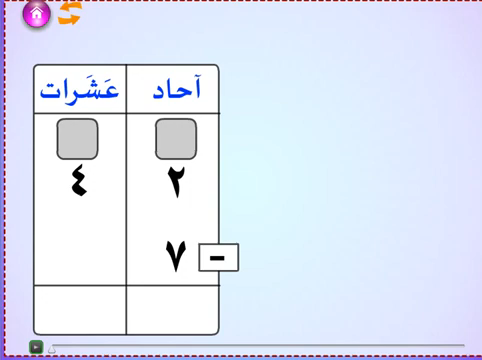 آحاد عَشَرات
٢ ٤
- ٧